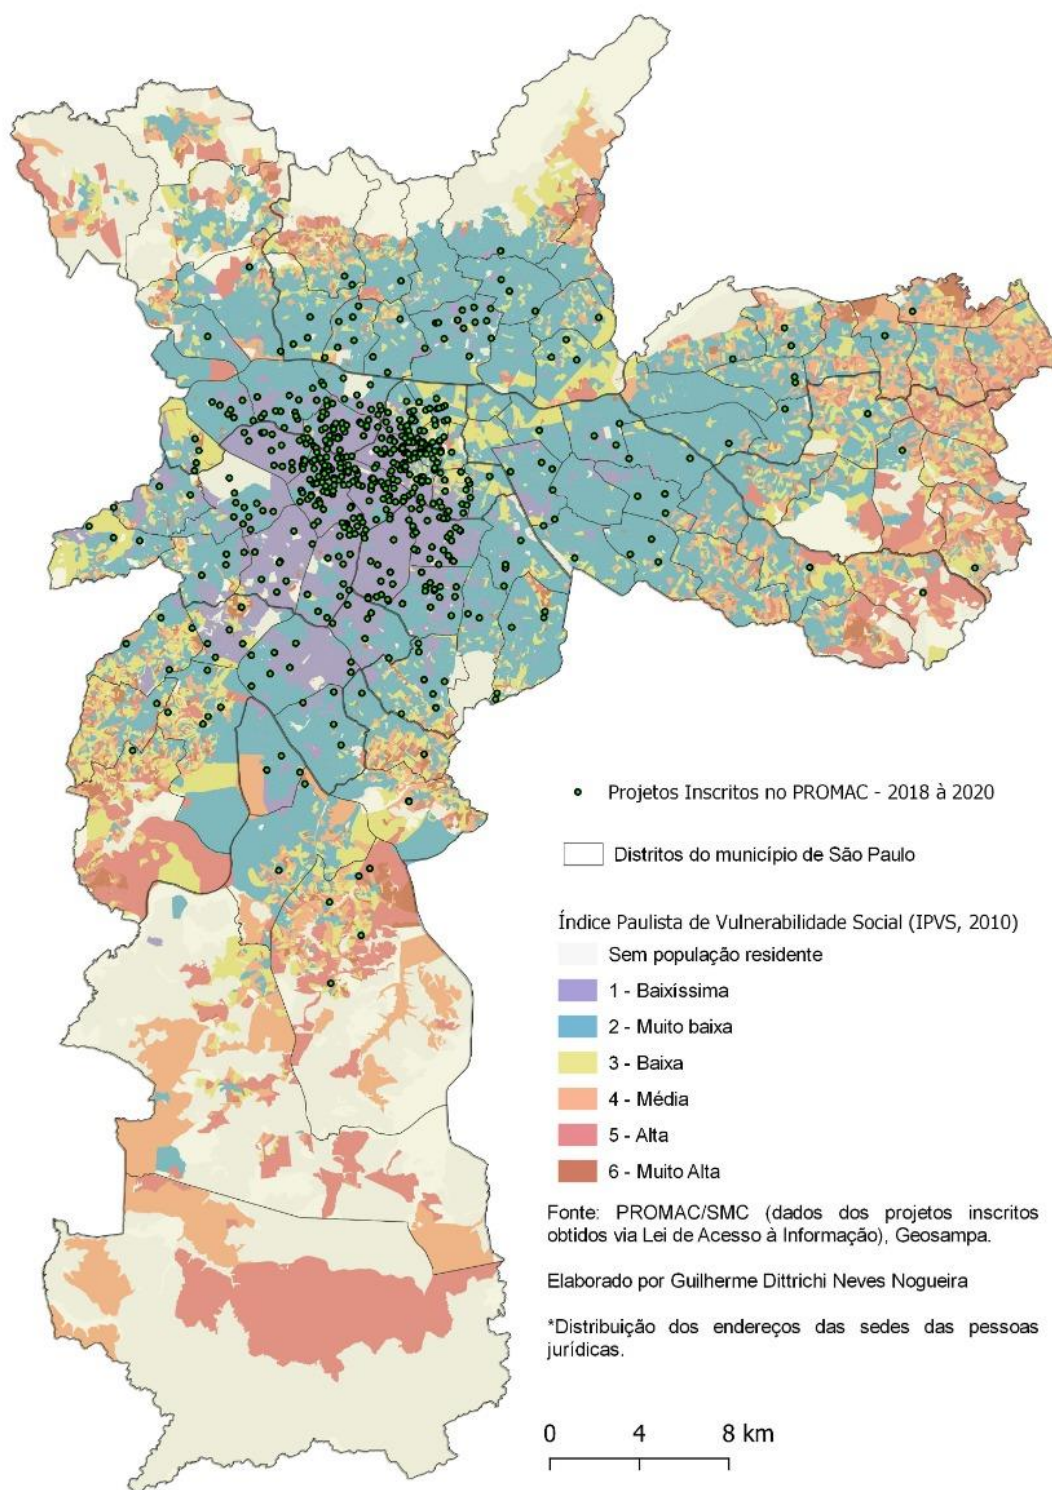 Projetos Inscritos no PROMAC - 2018 à 2020
Distritos do município de São Paulo
Índice Paulista de Vulnerabilidade Social (IPVS, 2010)
Sem população residente
1 - Baixíssima
2 - Muito baixa
3 - Baixa
4 - Média
5 - Alta
6 - Muito Alta
Fonte: PROMAC/SMC (dados dos projetos inscritos
obtidos via Lei de Acesso à Informação), Geosampa.
Elaborado por Guilherme Dittrichi Neves Nogueira
*Distribuição dos endereços das sedes das pessoas
jurídicas.
0 4 8 km